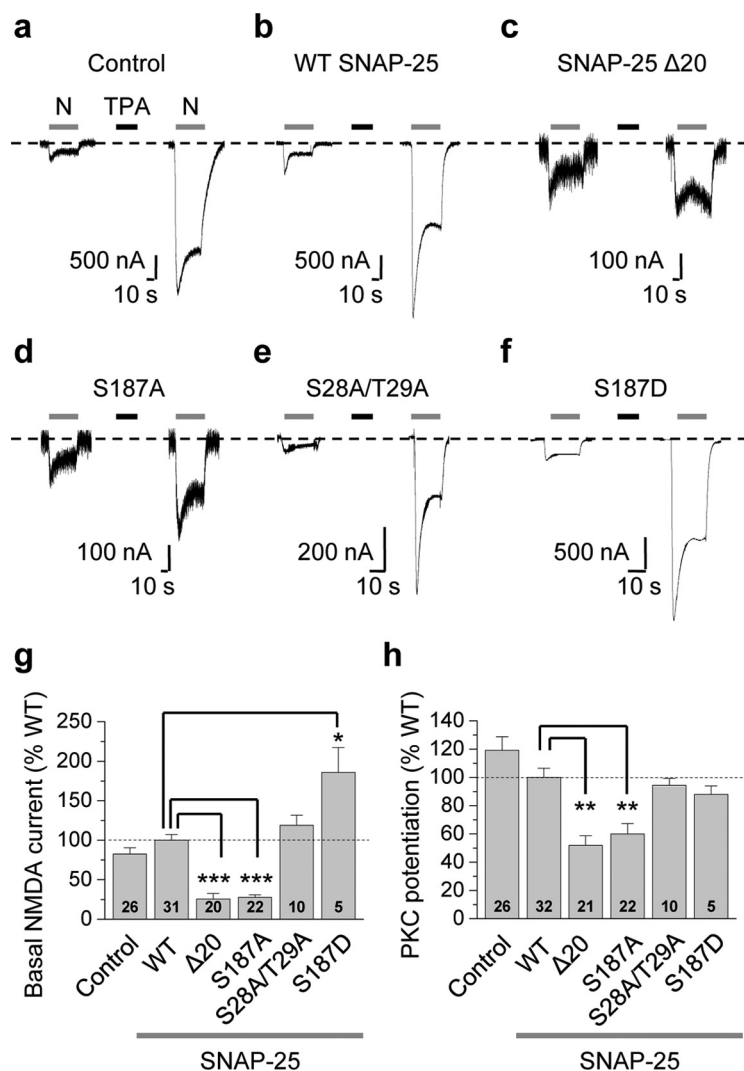 a
Control
N TPA N
500 nA
10 s
b
WT SNAP-25
500 nA
10 s
c
SNAP-25 Δ20
100 nA
10 s
d
S187A
100 nA
10 s
e
S28A/T29A
200 nA
10 s
f
S187D
500 nA
10 s
g
Basal NMDA current (% WT)
250
200
150
100
50
25
0
*
*** ***
26 31 20 22 10 5
Control WT Δ20 S187A S28A/T29A S187D
SNAP-25
h
PKC potentiation (% WT)
140
120
100
80
60
40
20
0
** **
26 32 21 22 10 5
Control WT Δ20 S187A S28A/T29A S187D
SNAP-25